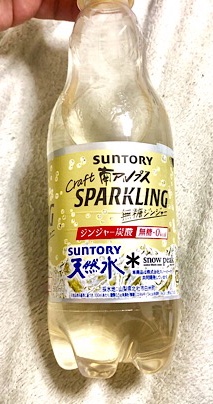 SUNTORY
Craft 南アルプス
SPARKLING
無糖ジンジャー
ジンジャー炭酸 無糖・0kcal
SUNTORY
天然水 * snow peak